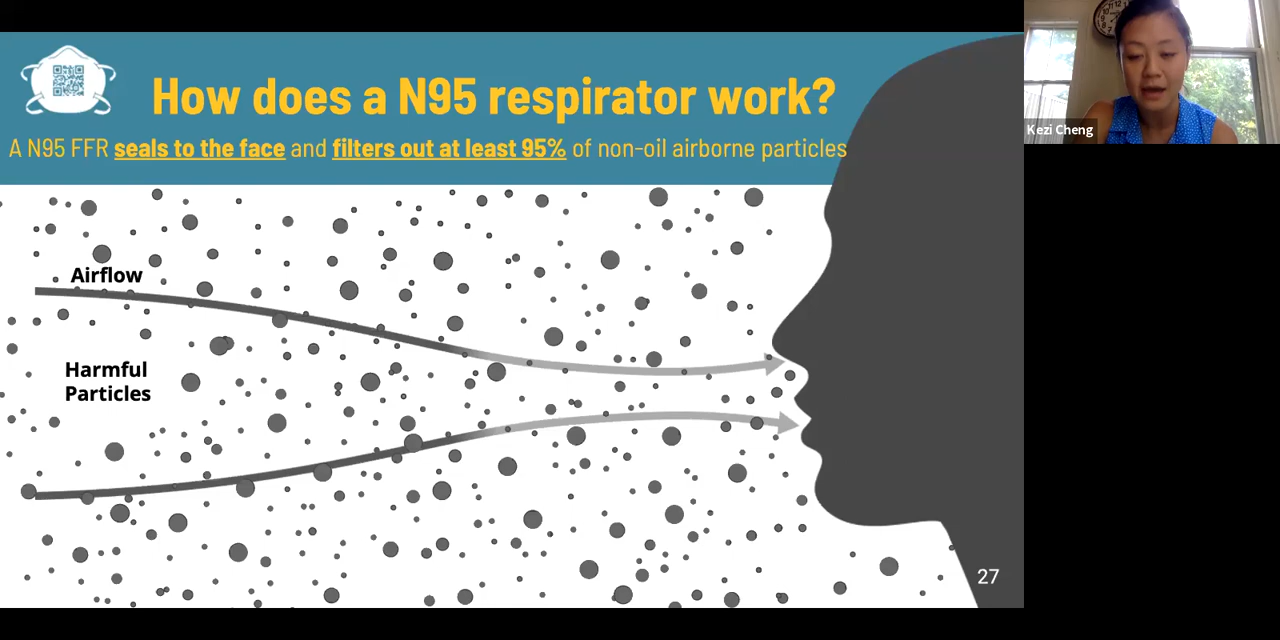 How does a N95 respirator work?
A N95 FFR seals to the face and filters out at least 95% of non-oil airborne particles
Kezi Cheng
Airflow
Harmful
Particles
27